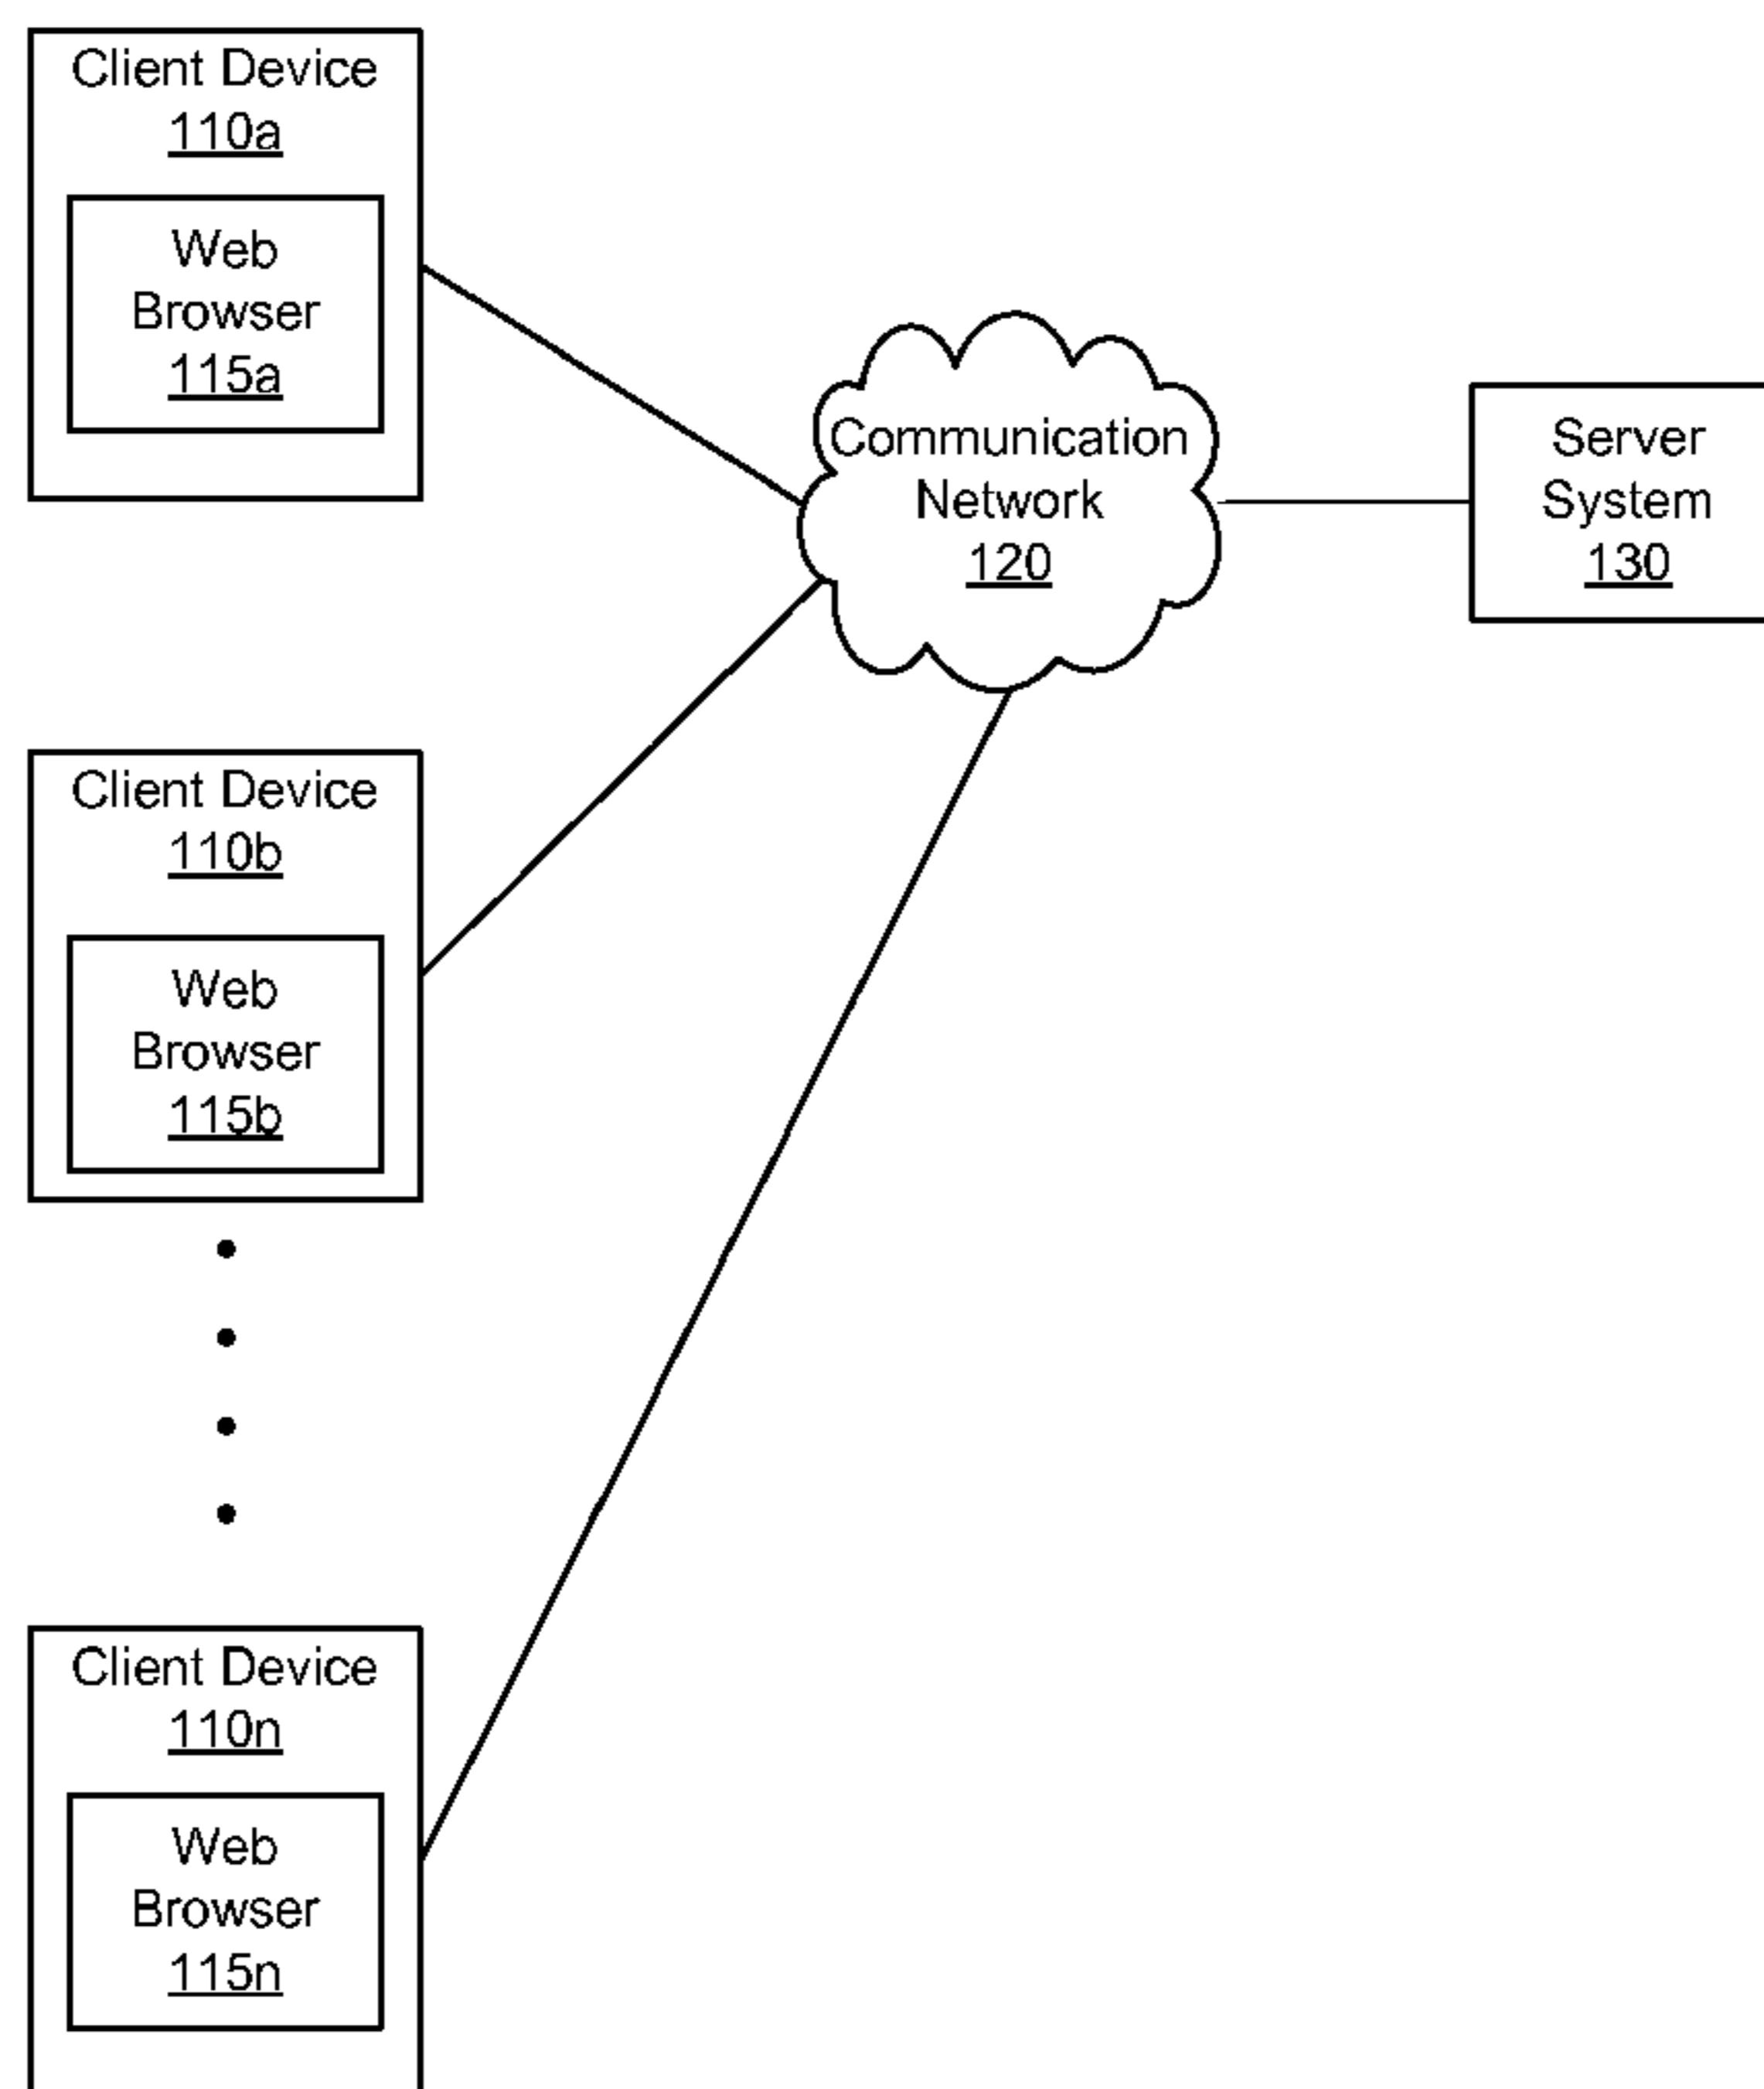 Client Device
110a
Web
Browser
115a
Communication
Network
120
Server
System
130
Client Device
110b
Web
Browser
115b
Client Device
110n
Web
Browser
115n